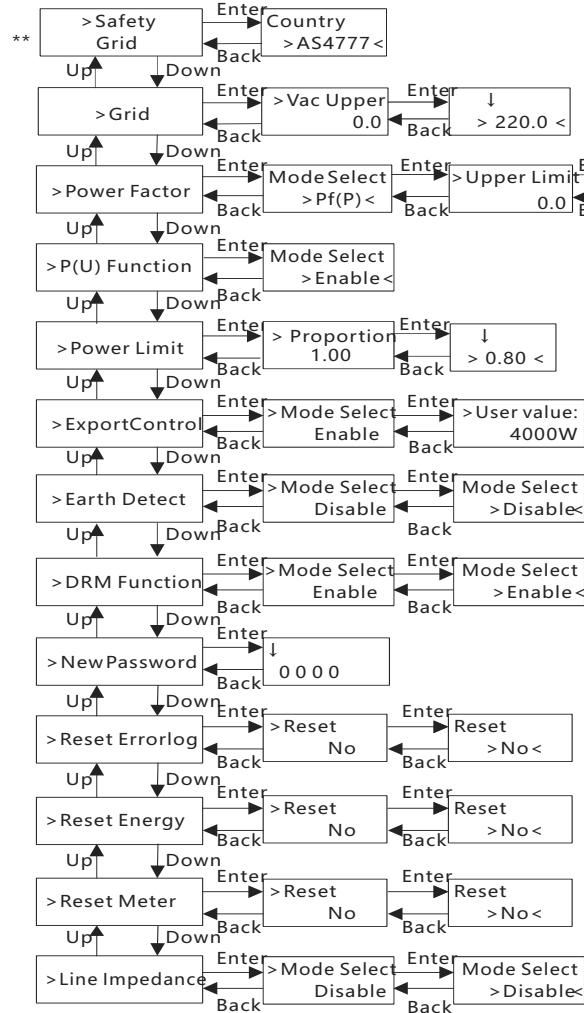 **
>Safety
Grid
Enter
Back
Country
>AS4777<
Up
Down
>Grid
Enter
Back
>Vac Upper
0.0
Enter
Back
↓
> 220.0 <
Up
Down
>Power Factor
Enter
Back
Mode Select
>Pf(P)<
Enter
Back
>Upper Limit
0.0
Up
Down
>P(U) Function
Enter
Back
Mode Select
>Enable<
Up
Down
>Power Limit
Enter
Back
> Proportion
1.00
Enter
Back
↓
> 0.80 <
Up
Down
>ExportControl
Enter
Back
>Mode Select
Enable
Enter
Back
>User value:
4000W
Up
Down
>Earth Detect
Enter
Back
>Mode Select
Disable
Enter
Back
Mode Select
>Disable<
Up
Down
>DRM Function
Enter
Back
>Mode Select
Enable
Enter
Back
Mode Select
>Enable<
Up
Down
>New Password
Enter
Back
↓
0 0 0 0
Up
Down
>Reset Errorlog
Enter
Back
>Reset
No
Enter
Back
Reset
>No<
Up
Down
>Reset Energy
Enter
Back
>Reset
No
Enter
Back
Reset
>No<
Up
Down
>Reset Meter
Enter
Back
>Reset
No
Enter
Back
Reset
>No<
Up
Down
>Line Impedance
Enter
Back
>Mode Select
Disable
Enter
Back
Mode Select
>Disable<